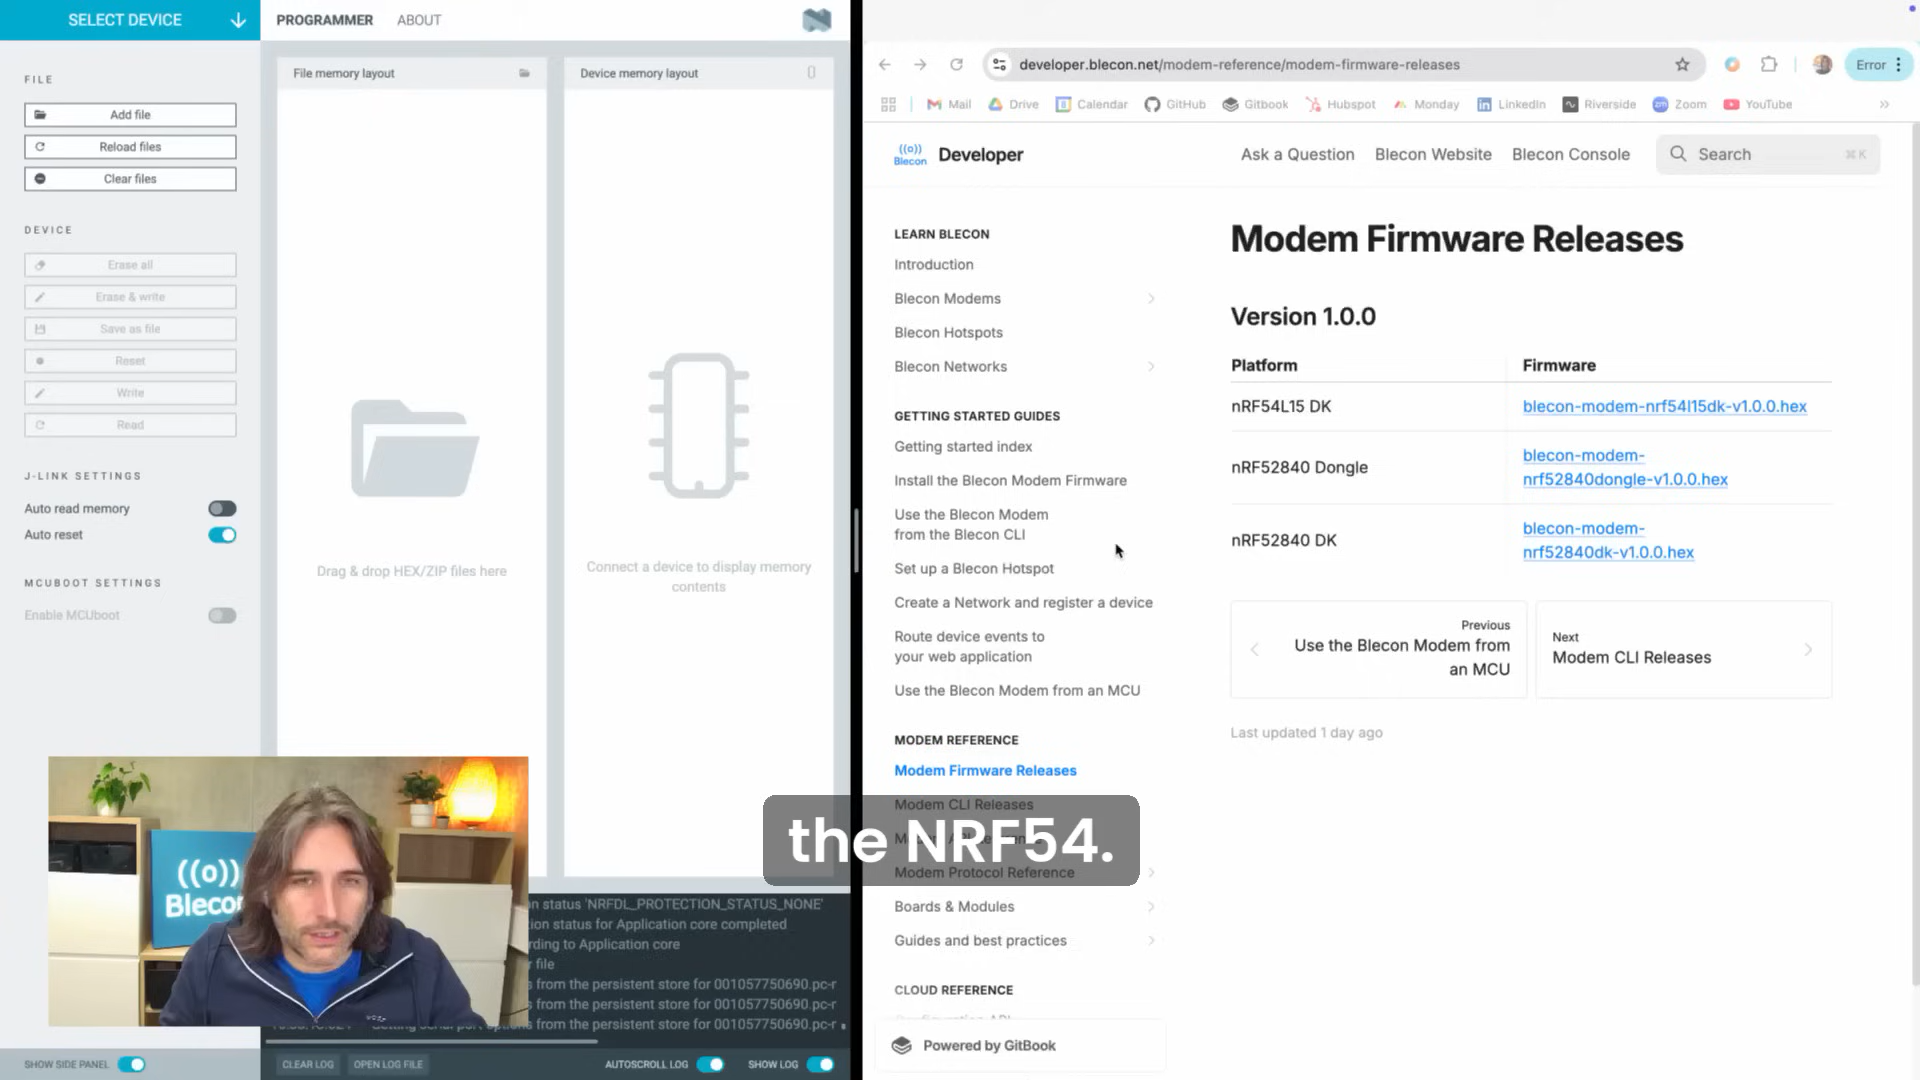 SELECT DEVICE
PROGRAMMER
ABOUT
FILE
Add file
Reload files
Clear files
DEVICE
Erase all
Erase & write
Save as file
Reset
Write
Read
J-LINK SETTINGS
Auto read memory
Auto reset
MCUBOOT SETTINGS
Enable MCUboot
SHOW SIDE PANEL
File memory layout
Drag & drop HEX/ZIP files here
Device memory layout
Connect a device to display memory
contents
((o))
Blecon
n status 'NRFDL_PROTECTION_STATUS_NONE'
ion status for Application core completed
rding to Application core
file
from the persistent store for 001057750690.pc-r
from the persistent store for 001057750690.pc-r
from the persistent store for 001057750690.pc-r
CLEAR LOG
OPEN LOG FILE
AUTOSCROLL LOG
SHOW LOG
developer.blecon.net/modem-reference/modem-firmware-releases
Error
Mail
Drive
Calendar
GitHub
Gitbook
Hubspot
Monday
LinkedIn
Riverside
Zoom
YouTube
((o))
Blecon
Developer
Ask a Question
Blecon Website
Blecon Console
Search
⌘K
LEARN BLECON
Introduction
Blecon Modems
Blecon Hotspots
Blecon Networks
GETTING STARTED GUIDES
Getting started index
Install the Blecon Modem Firmware
Use the Blecon Modem
from the Blecon CLI
Set up a Blecon Hotspot
Create a Network and register a device
Route device events to
your web application
Use the Blecon Modem from an MCU
MODEM REFERENCE
Modem Firmware Releases
Modem CLI Releases
the NRF54.
Modem Protocol Reference
Boards & Modules
Guides and best practices
CLOUD REFERENCE
Powered by GitBook
Modem Firmware Releases
Version 1.0.0
Platform
Firmware
nRF54L15 DK
blecon-modem-nrf54l15dk-v1.0.0.hex
nRF52840 Dongle
blecon-modem-
nrf52840dongle-v1.0.0.hex
nRF52840 DK
blecon-modem-
nrf52840dk-v1.0.0.hex
Previous
Use the Blecon Modem from
an MCU
Next
Modem CLI Releases
Last updated 1 day ago